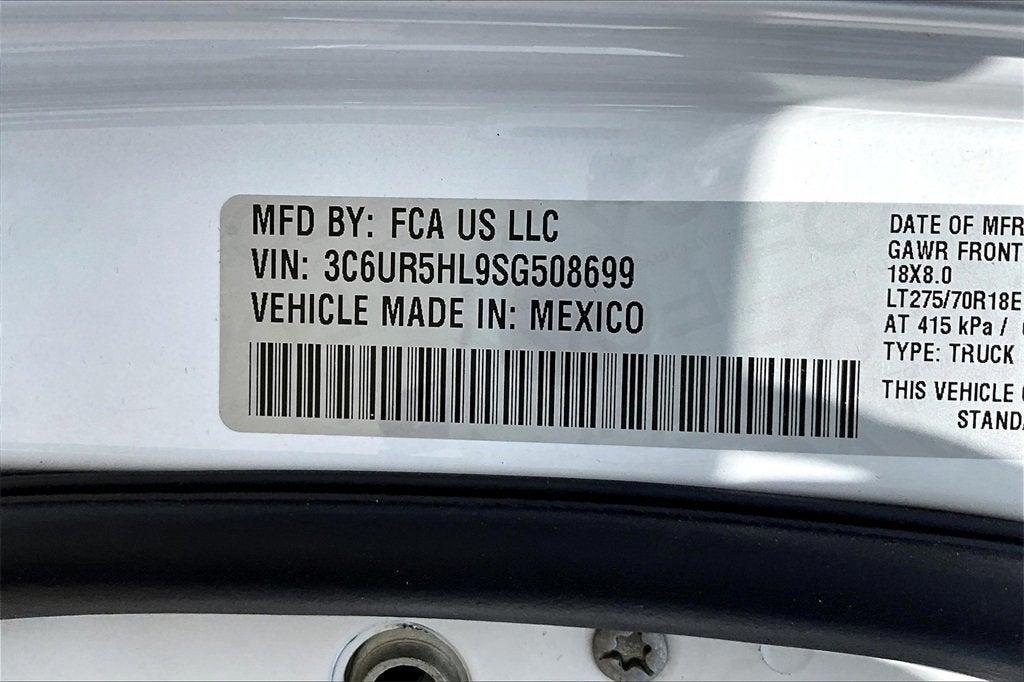 MFD BY: FCA US LLC
VIN: 3C6UR5HL9SG508699
VEHICLE MADE IN: MEXICO
DATE OF MFR
GAWR FRONT
18X8.0
LT275/70R18E
AT 415 kPa /
TYPE: TRUCK
THIS VEHICLE